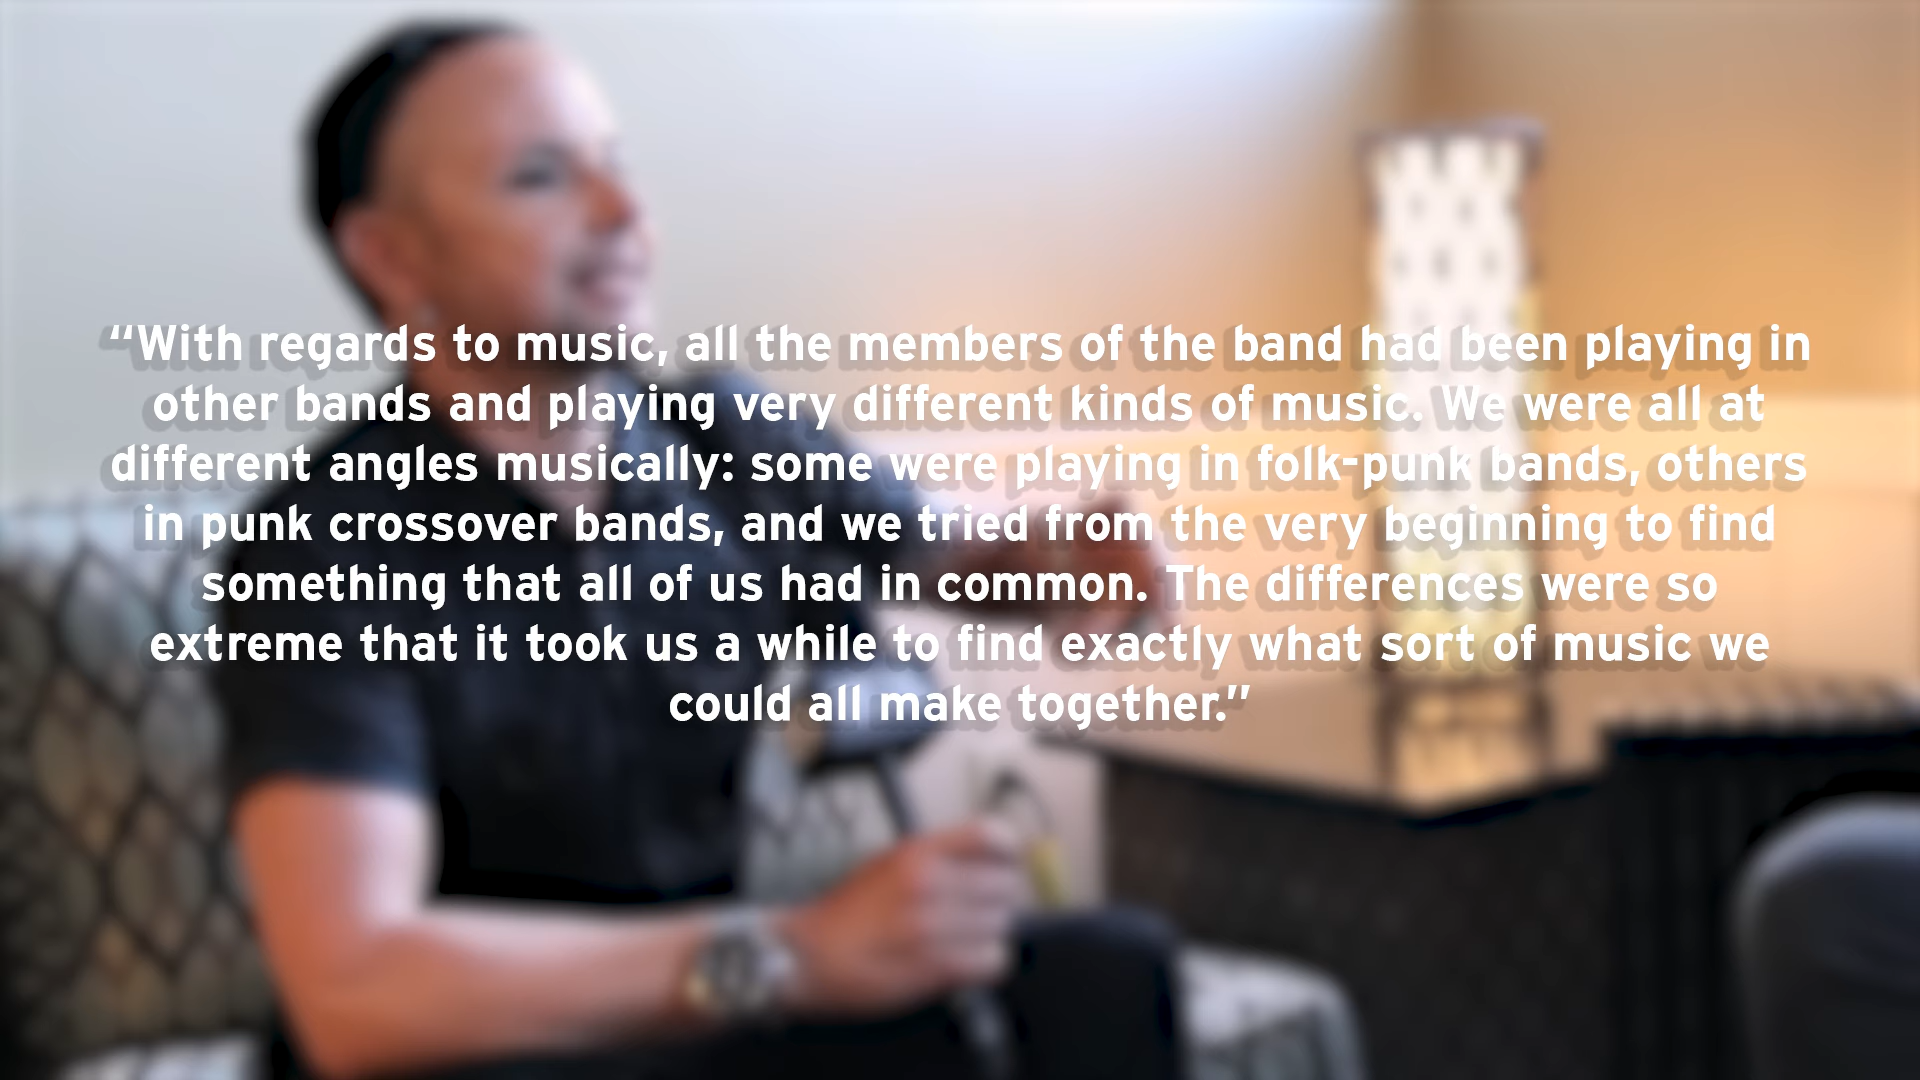 “With regards to music, all the members of the band had been playing in
other bands and playing very different kinds of music. We were all at
different angles musically: some were playing in folk-punk bands, others
in punk crossover bands, and we tried from the very beginning to find
something that all of us had in common. The differences were so
extreme that it took us a while to find exactly what sort of music we
could all make together.”